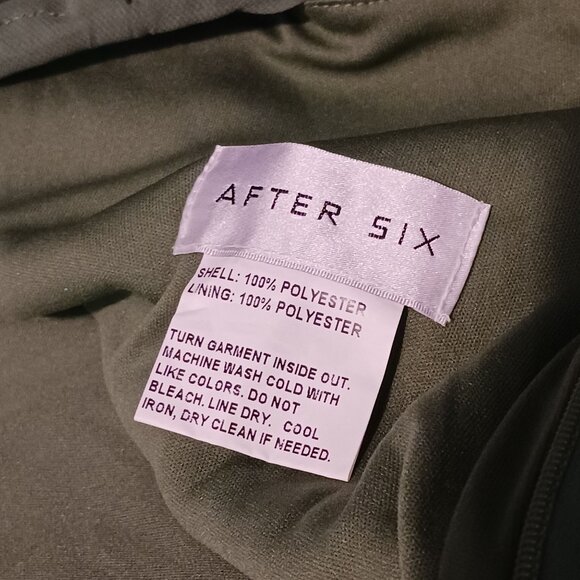 AFTER SIX
SHELL: 100% POLYESTER
LINING: 100% POLYESTER
TURN GARMENT INSIDE OUT.
MACHINE WASH COLD WITH
LIKE COLORS. DO NOT
BLEACH. LINE DRY. COOL
IRON, DRY CLEAN IF NEEDED.